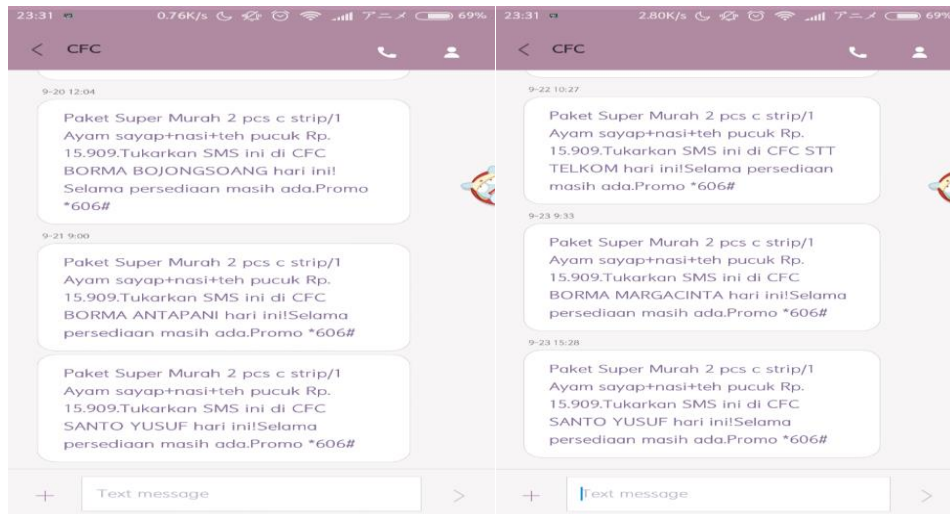 23:31
0.76K/s
アニメ
69%
CFC
9-20 12:04
Paket Super Murah 2 pcs c strip/1
Ayam sayap+nasi+teh pucuk Rp.
15.909.Tukarkan SMS ini di CFC
BORMA BOJONGSOANG hari ini!
Selama persediaan masih ada.Promo
*606#
9-21 9:00
Paket Super Murah 2 pcs c strip/1
Ayam sayap+nasi+teh pucuk Rp.
15.909.Tukarkan SMS ini di CFC
BORMA ANTAPANI hari ini!Selama
persediaan masih ada.Promo *606#
Paket Super Murah 2 pcs c strip/1
Ayam sayap+nasi+teh pucuk Rp.
15.909.Tukarkan SMS ini di CFC
SANTO YUSUF hari ini!Selama
persediaan masih ada.Promo *606#
Text message
23:31
2.80K/s
アニメ
69%
CFC
9-22 10:27
Paket Super Murah 2 pcs c strip/1
Ayam sayap+nasi+teh pucuk Rp.
15.909.Tukarkan SMS ini di CFC STT
TELKOM hari ini!Selama persediaan
masih ada.Promo *606#
9-23 9:33
Paket Super Murah 2 pcs c strip/1
Ayam sayap+nasi+teh pucuk Rp.
15.909.Tukarkan SMS ini di CFC
BORMA MARGACINTA hari ini!Selama
persediaan masih ada.Promo *606#
9-23 15:28
Paket Super Murah 2 pcs c strip/1
Ayam sayap+nasi+teh pucuk Rp.
15.909.Tukarkan SMS ini di CFC
SANTO YUSUF hari ini!Selama
persediaan masih ada.Promo *606#
Text message